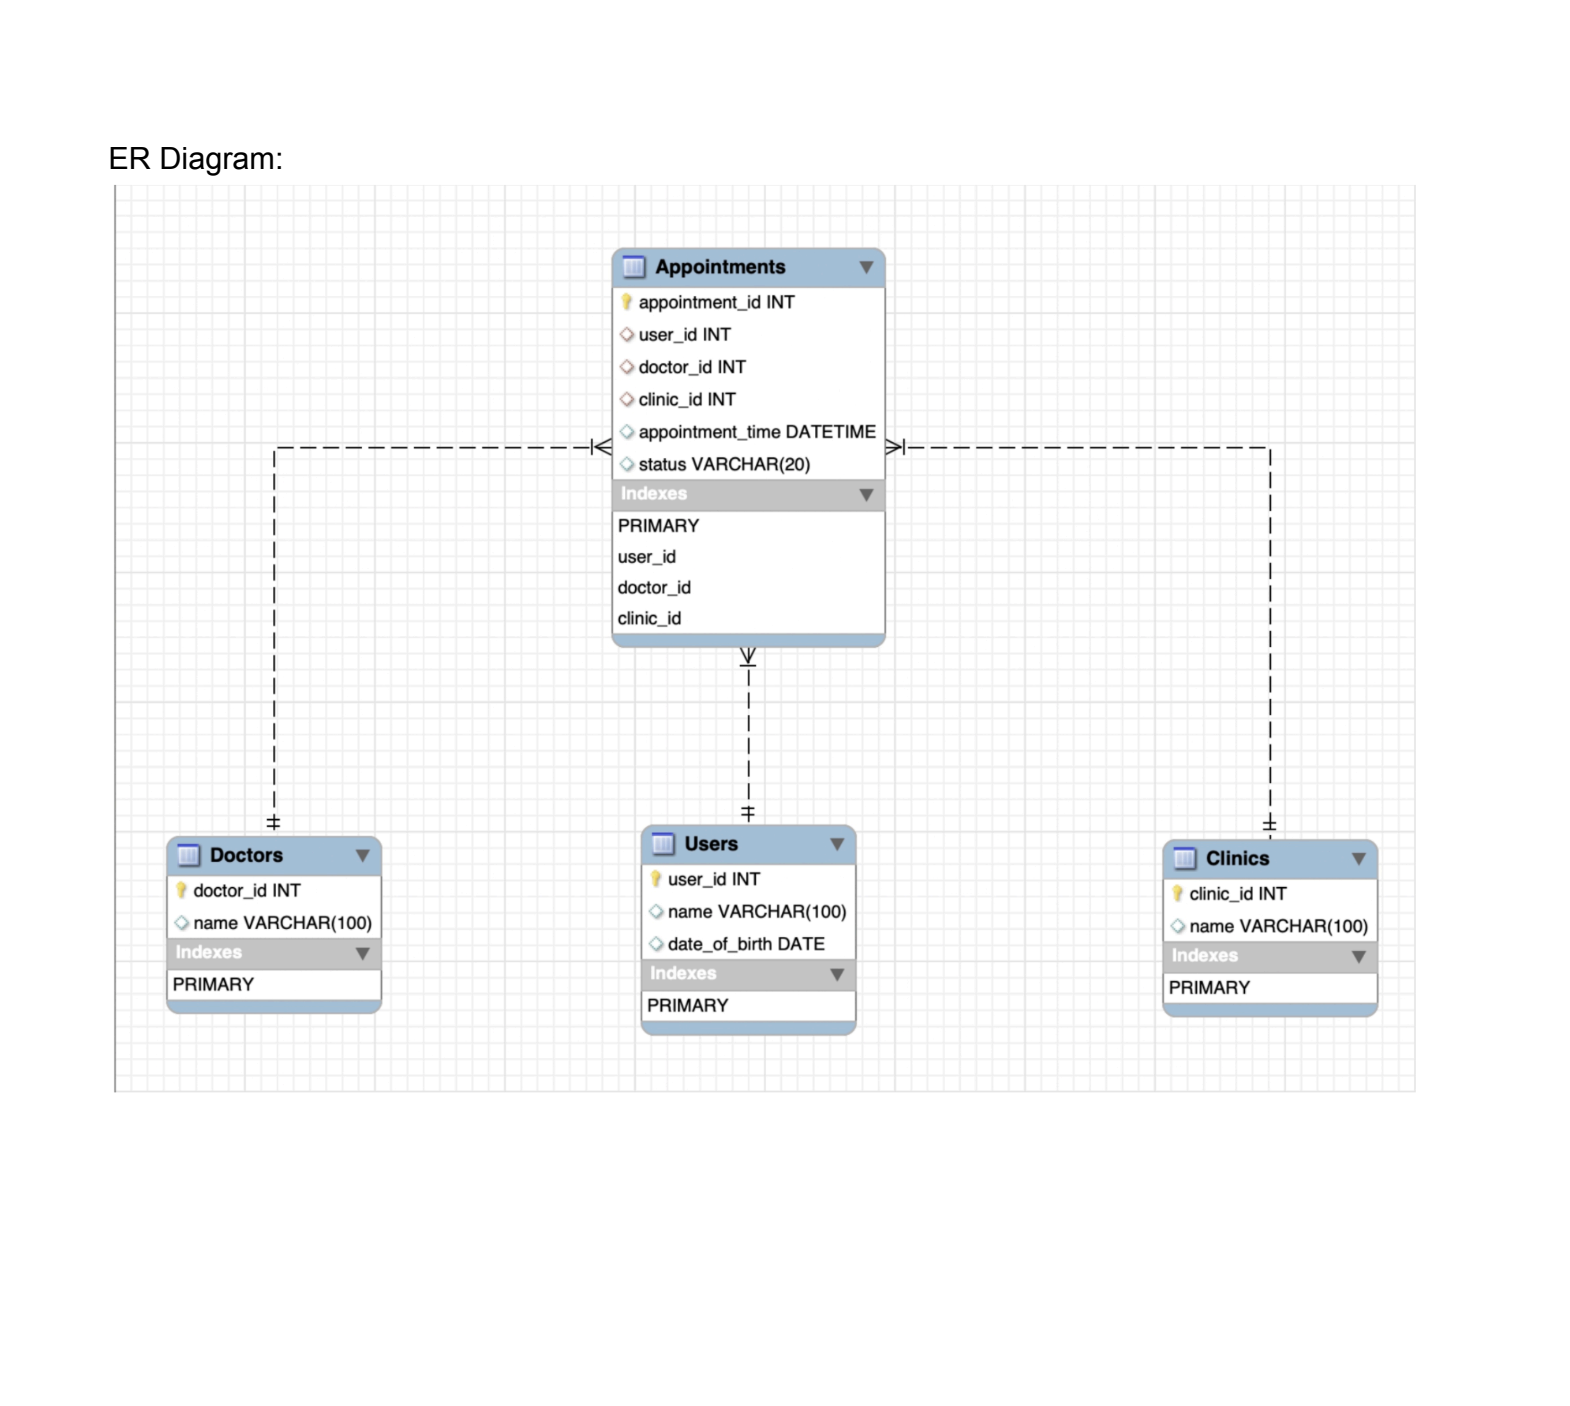 ER Diagram:
Appointments
appointment_id INT
user_id INT
doctor_id INT
clinic_id INT
appointment_time DATETIME
status VARCHAR(20)
Indexes
PRIMARY
user_id
doctor_id
clinic_id
Doctors
doctor_id INT
name VARCHAR(100)
Indexes
PRIMARY
Users
user_id INT
name VARCHAR(100)
date_of_birth DATE
Indexes
PRIMARY
Clinics
clinic_id INT
name VARCHAR(100)
Indexes
PRIMARY